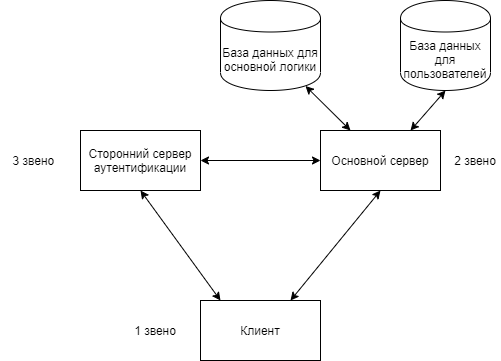 База данных для
основной логики
База данных
для
пользователей
3 звено
Сторонний сервер
аутентификации
Основной сервер
2 звено
1 звено
Клиент